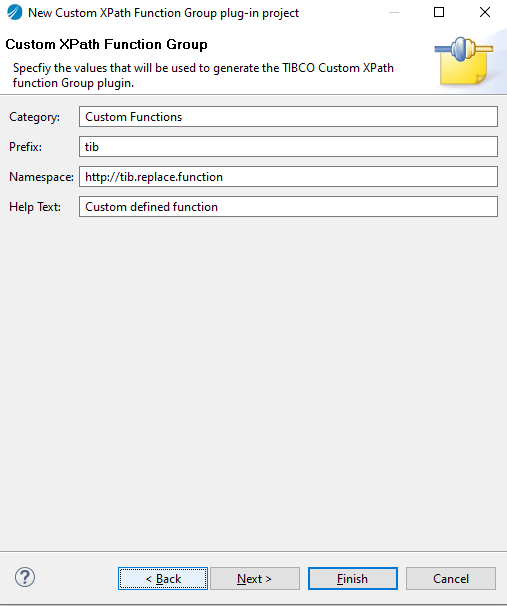 New Custom XPath Function Group plug-in project
Custom XPath Function Group
Specfiy the values that will be used to generate the TIBCO Custom XPath
function Group plugin.
Category: Custom Functions
Prefix: tib
Namespace: http://tib.replace.function
Help Text: Custom defined function
? < Back Next > Finish Cancel